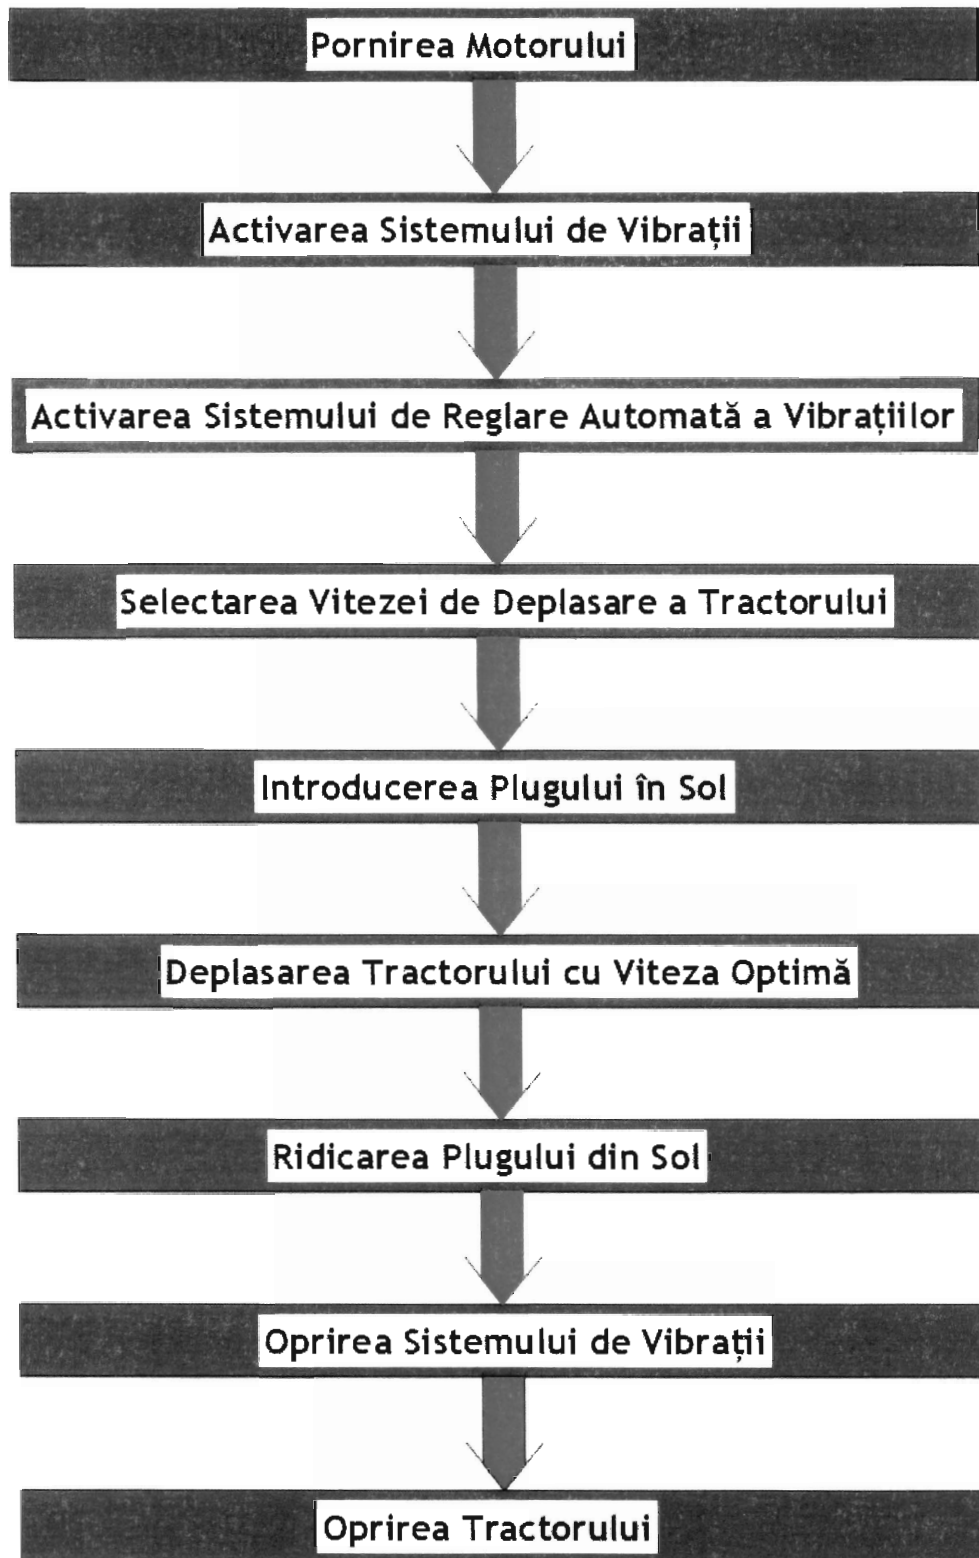 Pornirea Motorului
Activarea Sistemului de Vibrații
Activarea Sistemului de Reglare Automată a Vibrațiilor
Selectarea Vitezei de Deplasare a Tractorului
Introducerea Plugului în Sol
Deplasarea Tractorului cu Viteza Optimă
Ridicarea Plugului din Sol
Oprirea Sistemului de Vibrații
Oprirea Tractorului